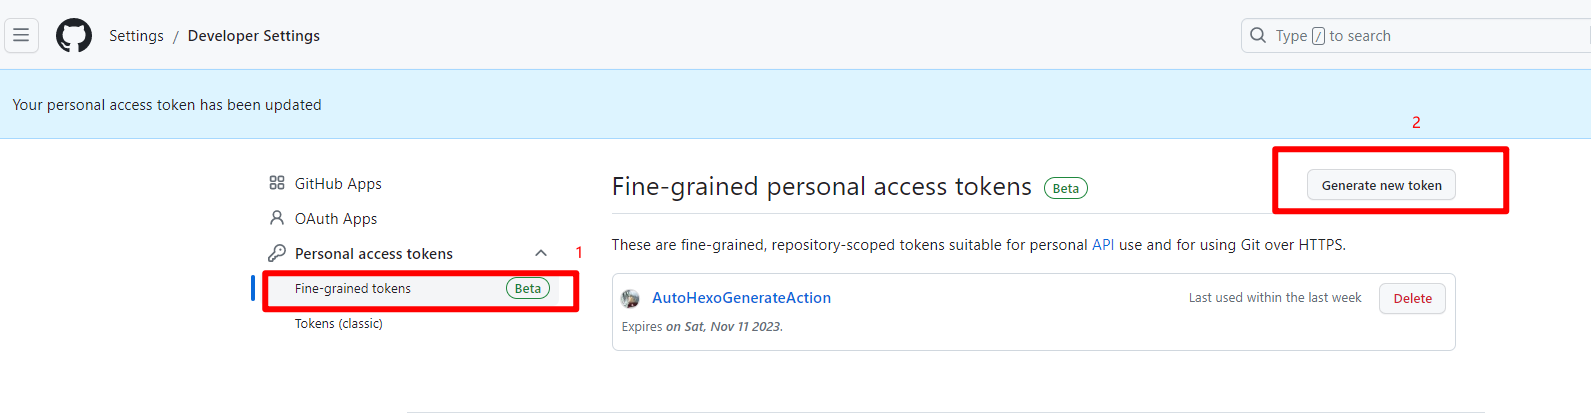 Settings / Developer Settings
Type / to search
Your personal access token has been updated
2
GitHub Apps
OAuth Apps
Personal access tokens
1
Fine-grained tokens Beta
Tokens (classic)
Fine-grained personal access tokens Beta
Generate new token
These are fine-grained, repository-scoped tokens suitable for personal API use and for using Git over HTTPS.
AutoHexoGenerateAction
Last used within the last week
Delete
Expires on Sat, Nov 11 2023.